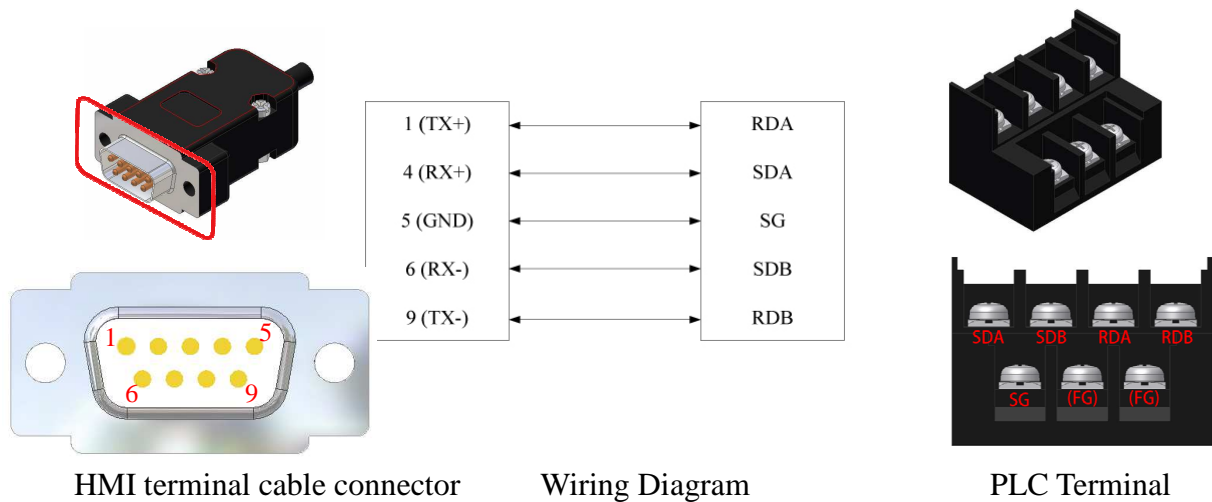 1 (TX+) RDA
4 (RX+) SDA
5 (GND) SG
6 (RX-) SDB
9 (TX-) RDB
1 5
6 9
SDA SDB RDA RDB
SG (FG) (FG)
HMI terminal cable connector Wiring Diagram PLC Terminal